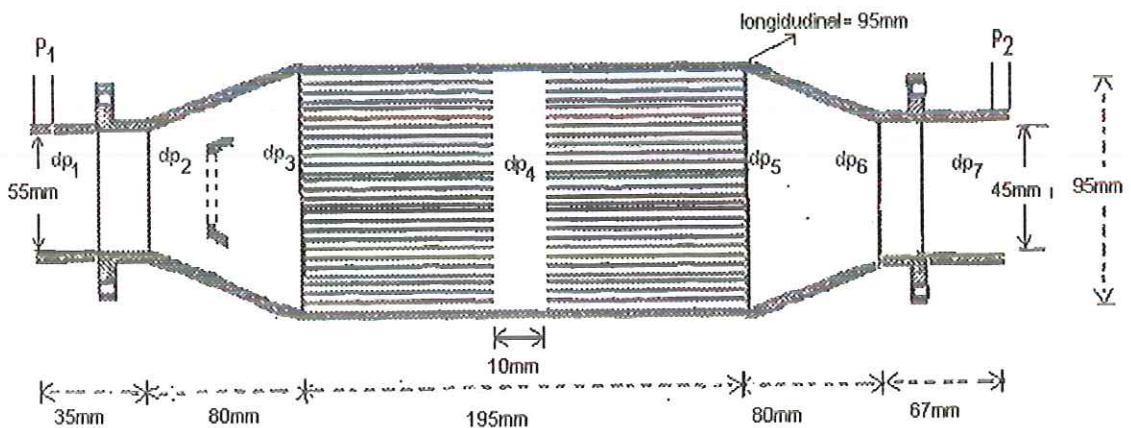 longidudinal= 95mm
P1
P2
dp1
dp2
dp3
dp4
dp5
dp6
dp7
55mm
45mm
95mm
10mm
35mm
80mm
195mm
80mm
67mm